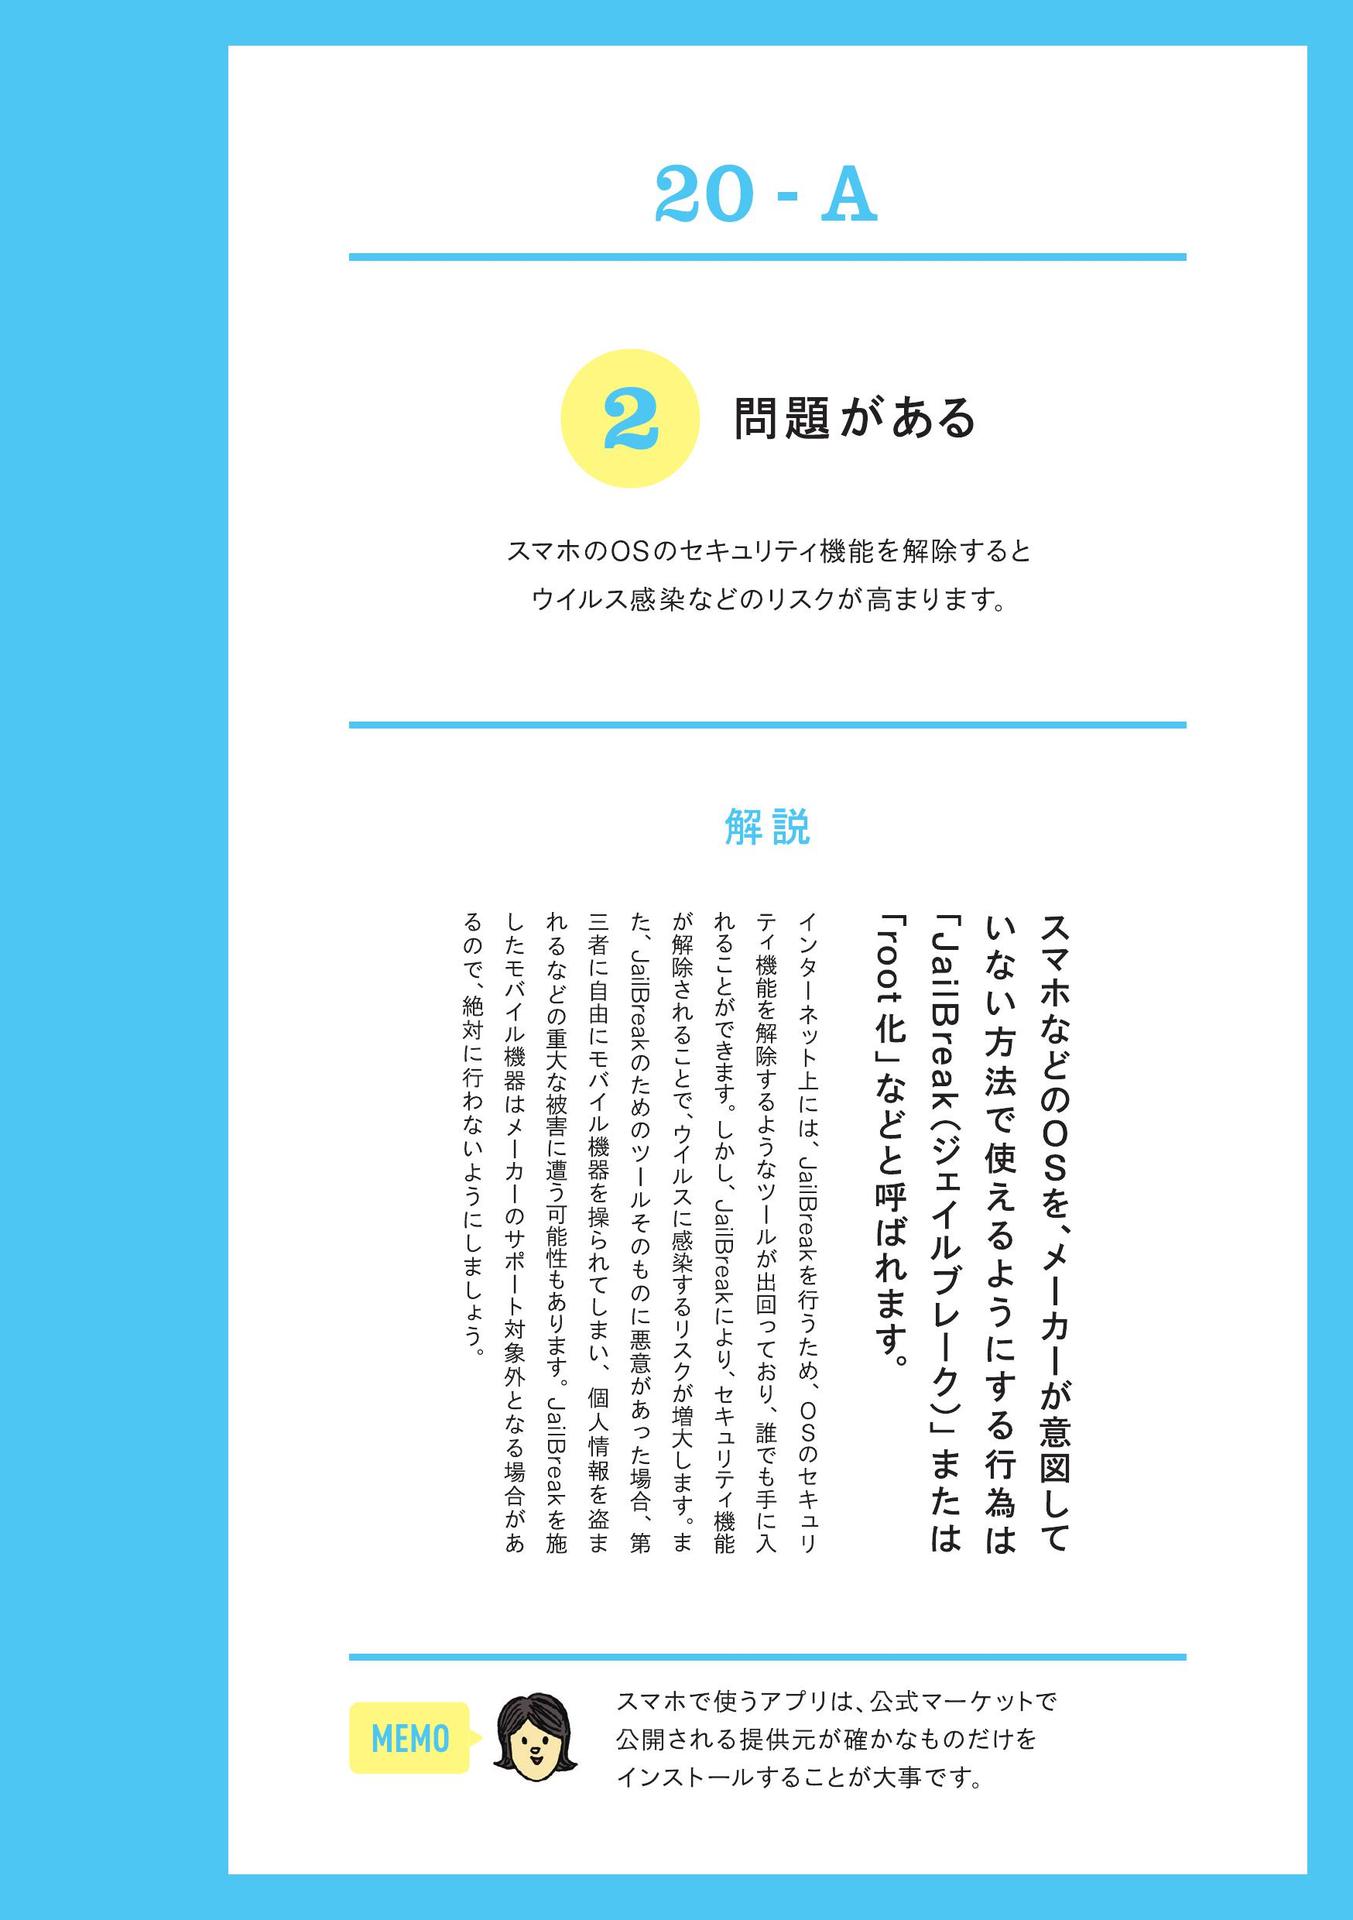 20 - A
2 問題がある
スマホのOSのセキュリティ機能を解除すると
ウイルス感染などのリスクが高まります。
解説
スマホなどのOSを、メーカーが意図して
いない方法で使えるようにする行為は
「JailBreak（ジェイルブレーク）」または
「root化」などと呼ばれます。
インターネット上には、JailBreakを行うため、OSのセキュリ
ティ機能を解除するようなツールが出回っており、誰でも手に入
れることができます。しかし、JailBreakにより、セキュリティ機能
が解除されることで、ウイルスに感染するリスクが増大します。ま
た、JailBreakのためのツールそのものに悪意があった場合、第
三者に自由にモバイル機器を操られてしまい、個人情報を盗ま
れるなどの重大な被害に遭う可能性もあります。JailBreakを施
したモバイル機器はメーカーのサポート対象外となる場合があ
るので、絶対に行わないようにしましょう。
MEMO
スマホで使うアプリは、公式マーケットで
公開される提供元が確かなものだけを
インストールすることが大事です。